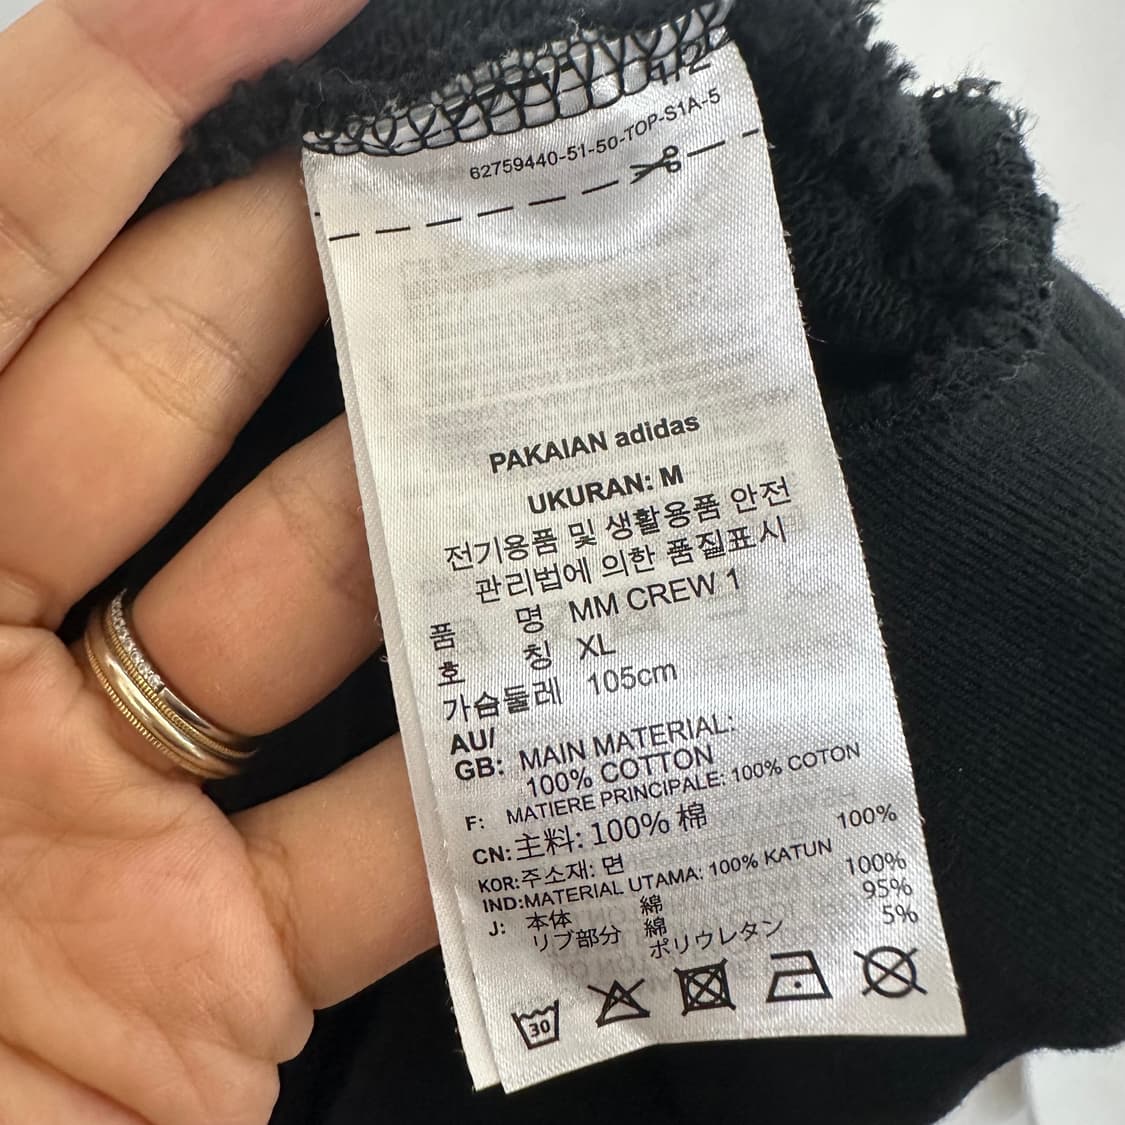 1/2
62759440-51-50-TOP-S1A-5
PAKAIAN adidas
UKURAN: M
전기용품 및 생활용품 안전
관리법에 의한 품질표시
품 명 MM CREW 1
호 칭 XL
가슴둘레 105cm
AU/
GB: MAIN MATERIAL:
100% COTTON
F: MATIERE PRINCIPALE: 100% COTON
CN: 主料: 100% 棉
KOR: 주소재: 면 100%
IND: MATERIAL UTAMA: 100% KATUN
J: 本体 綿 100%
リブ部分 綿 95%
ポリウレタン 5%
30